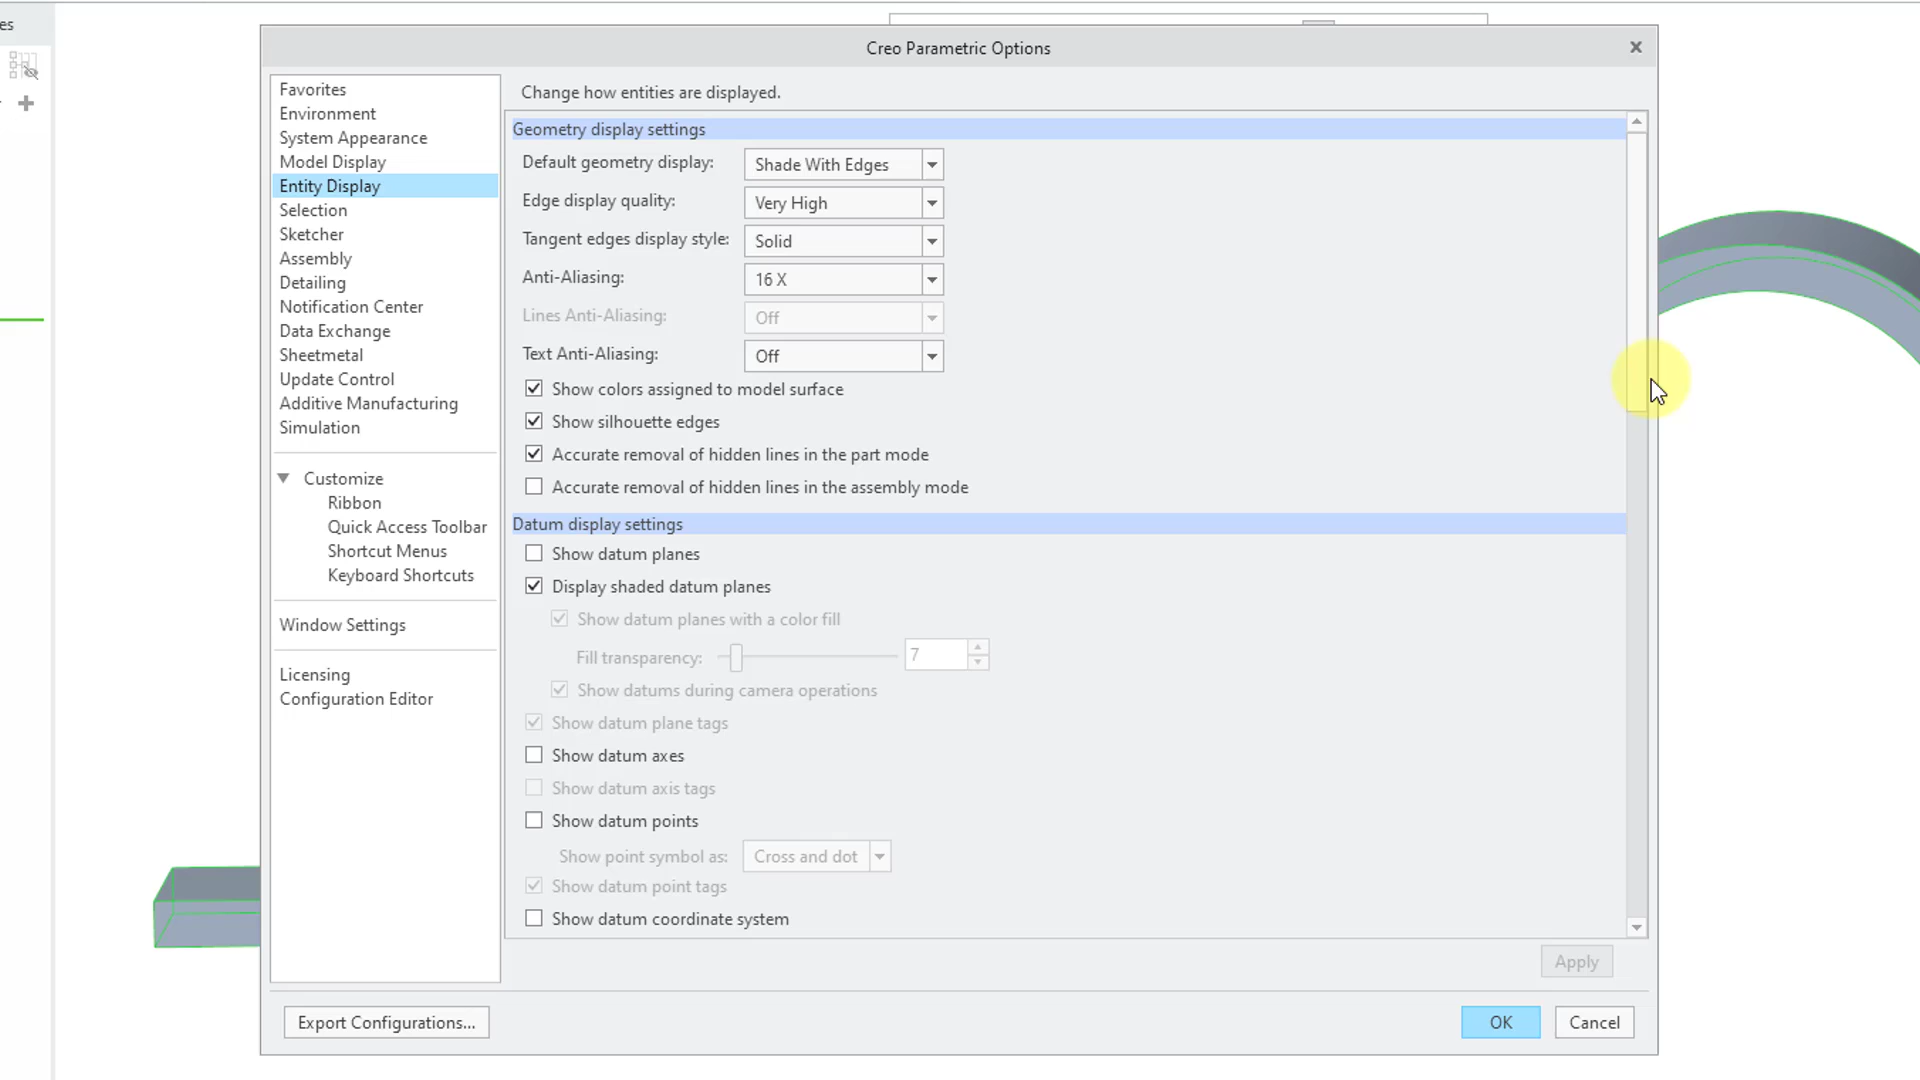 es
Creo Parametric Options
Favorites
Environment
System Appearance
Model Display
Entity Display
Selection
Sketcher
Assembly
Detailing
Notification Center
Data Exchange
Sheetmetal
Update Control
Additive Manufacturing
Simulation
Customize
Ribbon
Quick Access Toolbar
Shortcut Menus
Keyboard Shortcuts
Window Settings
Licensing
Configuration Editor
Change how entities are displayed.
Geometry display settings
Default geometry display: Shade With Edges
Edge display quality: Very High
Tangent edges display style: Solid
Anti-Aliasing: 16 X
Lines Anti-Aliasing: Off
Text Anti-Aliasing: Off
Show colors assigned to model surface
Show silhouette edges
Accurate removal of hidden lines in the part mode
Accurate removal of hidden lines in the assembly mode
Datum display settings
Show datum planes
Display shaded datum planes
Show datum planes with a color fill
Fill transparency: 7
Show datums during camera operations
Show datum plane tags
Show datum axes
Show datum axis tags
Show datum points
Show point symbol as: Cross and dot
Show datum point tags
Show datum coordinate system
Apply
Export Configurations...
OK
Cancel